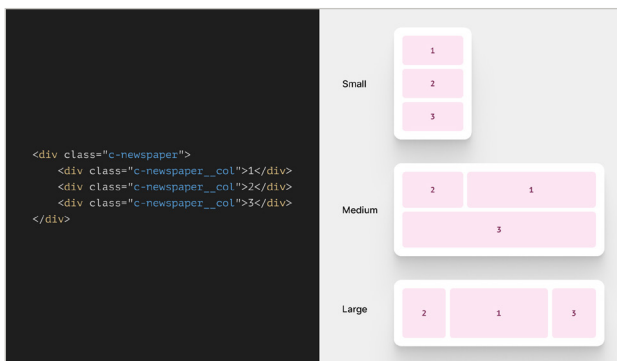 <div class="c-newspaper">
<div class="c-newspaper__col">1</div>
<div class="c-newspaper__col">2</div>
<div class="c-newspaper__col">3</div>
</div>
Small
1
2
3
Medium
2 1
3
Large
2 1 3